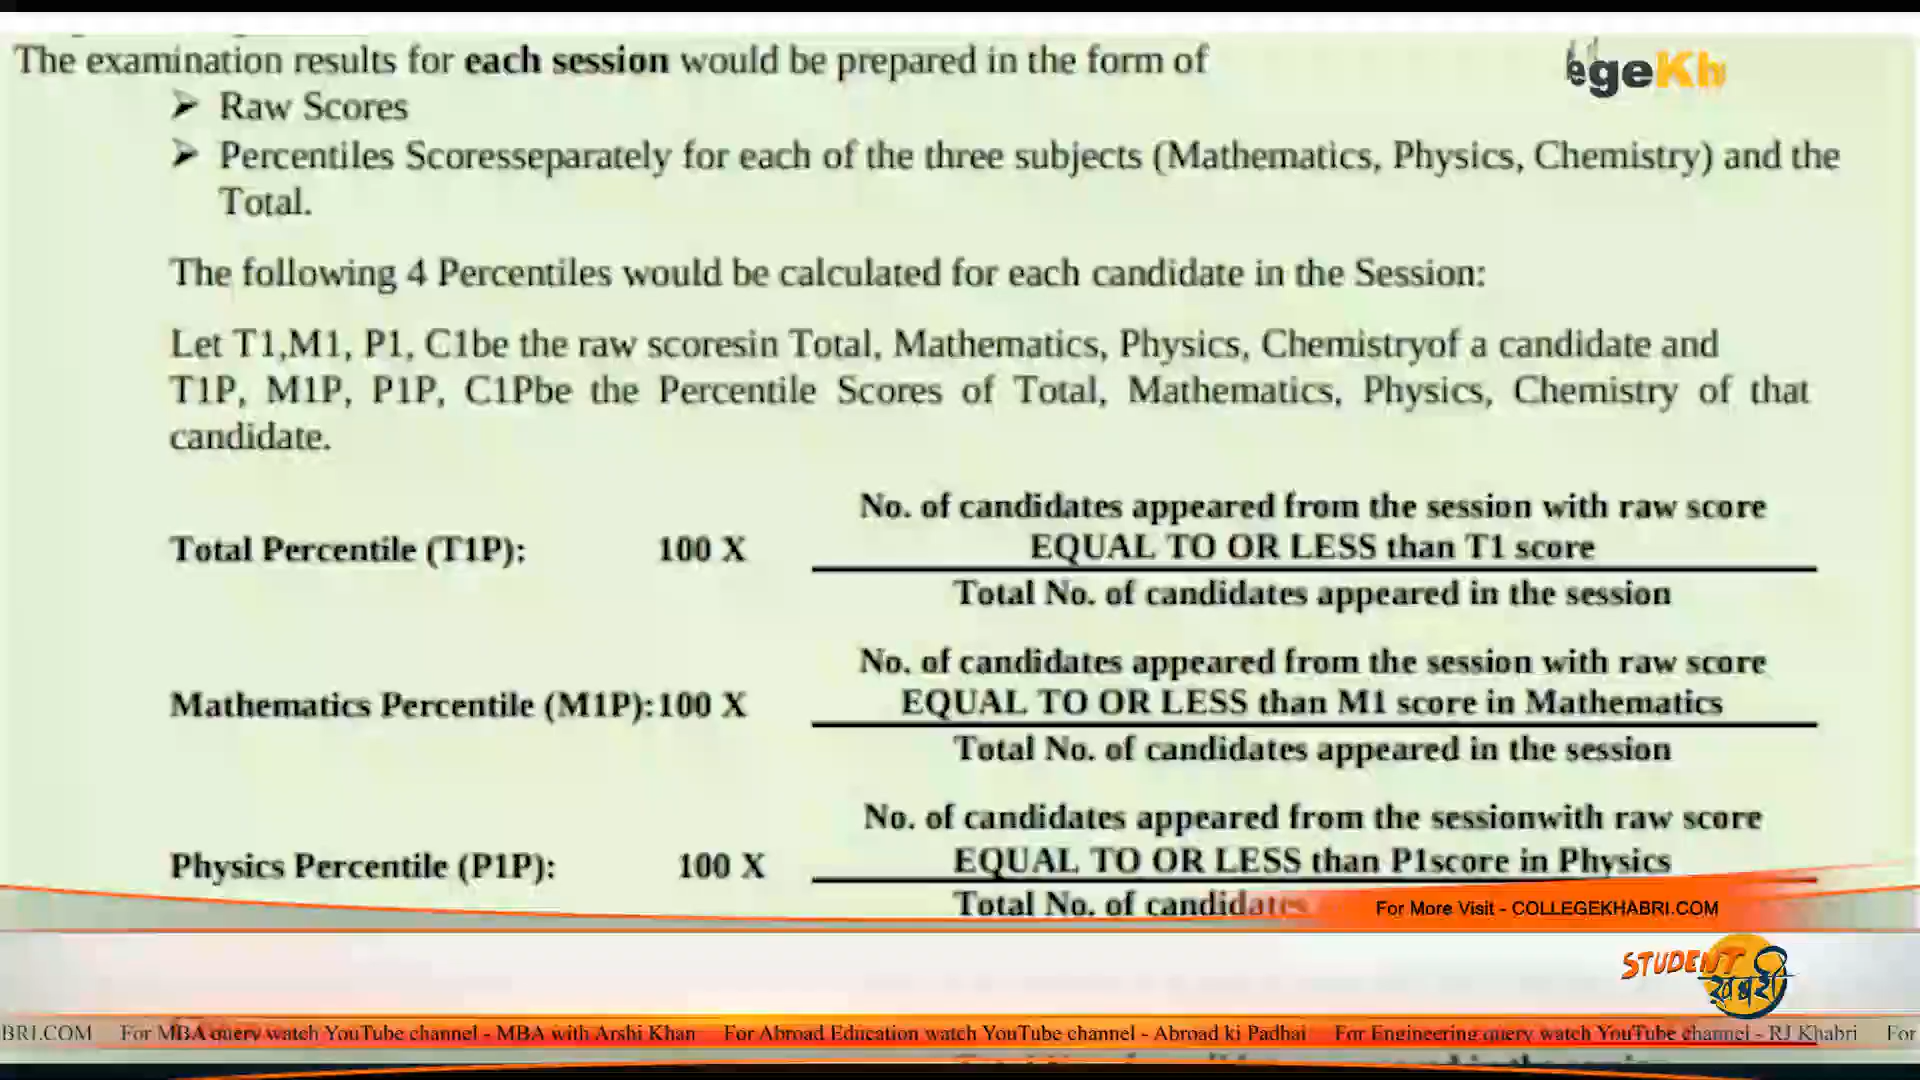 The examination results for each session would be prepared in the form of
egeKh
➢ Raw Scores
➢ Percentiles Scoresseparately for each of the three subjects (Mathematics, Physics, Chemistry) and the
Total.
The following 4 Percentiles would be calculated for each candidate in the Session:
Let T1,M1, P1, C1be the raw scoresin Total, Mathematics, Physics, Chemistryof a candidate and
T1P, M1P, P1P, C1Pbe the Percentile Scores of Total, Mathematics, Physics, Chemistry of that
candidate.
No. of candidates appeared from the session with raw score
Total Percentile (T1P): 100 X EQUAL TO OR LESS than T1 score
Total No. of candidates appeared in the session
No. of candidates appeared from the session with raw score
Mathematics Percentile (M1P):100 X EQUAL TO OR LESS than M1 score in Mathematics
Total No. of candidates appeared in the session
No. of candidates appeared from the sessionwith raw score
Physics Percentile (P1P): 100 X EQUAL TO OR LESS than P1score in Physics
Total No. of candidates
For More Visit - COLLEGEKHABRI.COM
STUDENT
ख़बरी
BRI.COM For MBA query watch YouTube channel - MBA with Arshi Khan For Abroad Education watch YouTube channel - Abroad ki Padhai For Engineering query watch YouTube channel - RJ Khabri For